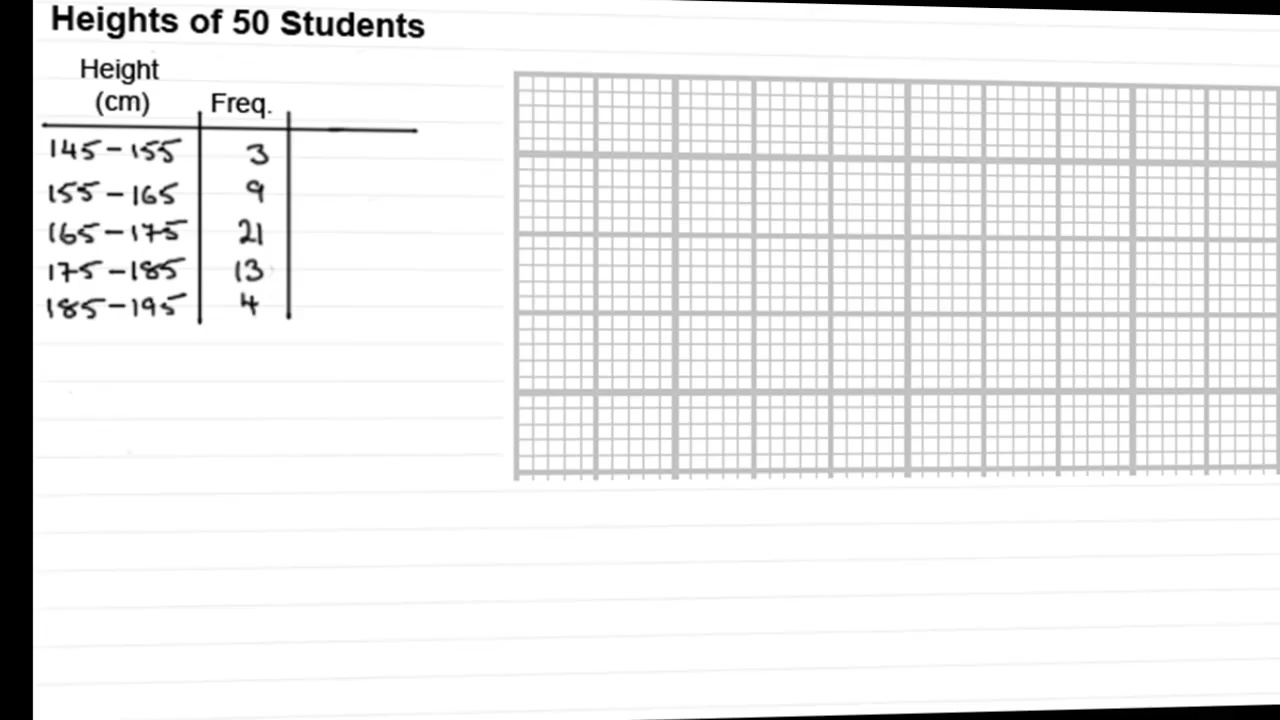 Heights of 50 Students
Height
(cm) Freq.
145-155 3
155-165 9
165-175 21
175-185 13
185-195 4